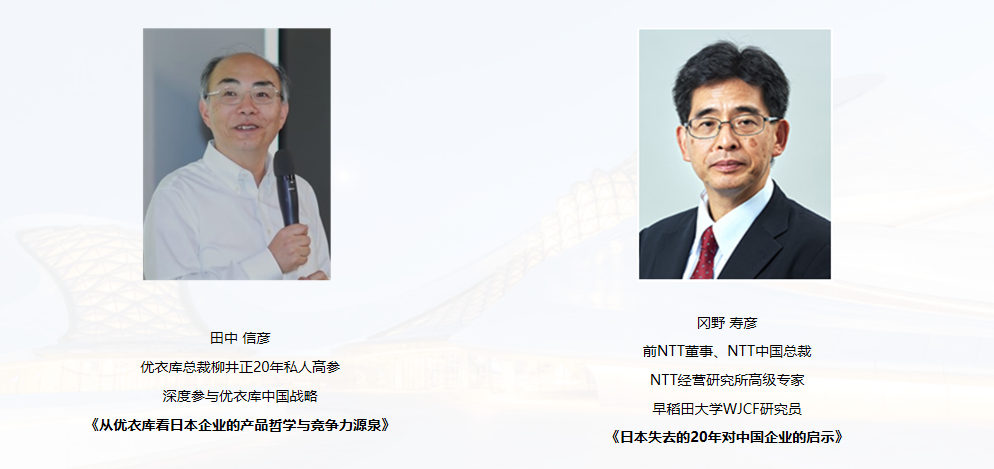 田中 信彦
优衣库总裁柳井正20年私人高参
深度参与优衣库中国战略
《从优衣库看日本企业的产品哲学与竞争力源泉》
冈野 寿彦
前NTT董事、NTT中国总裁
NTT经营研究所高级专家
早稻田大学WJCF研究员
《日本失去的20年对中国企业的启示》